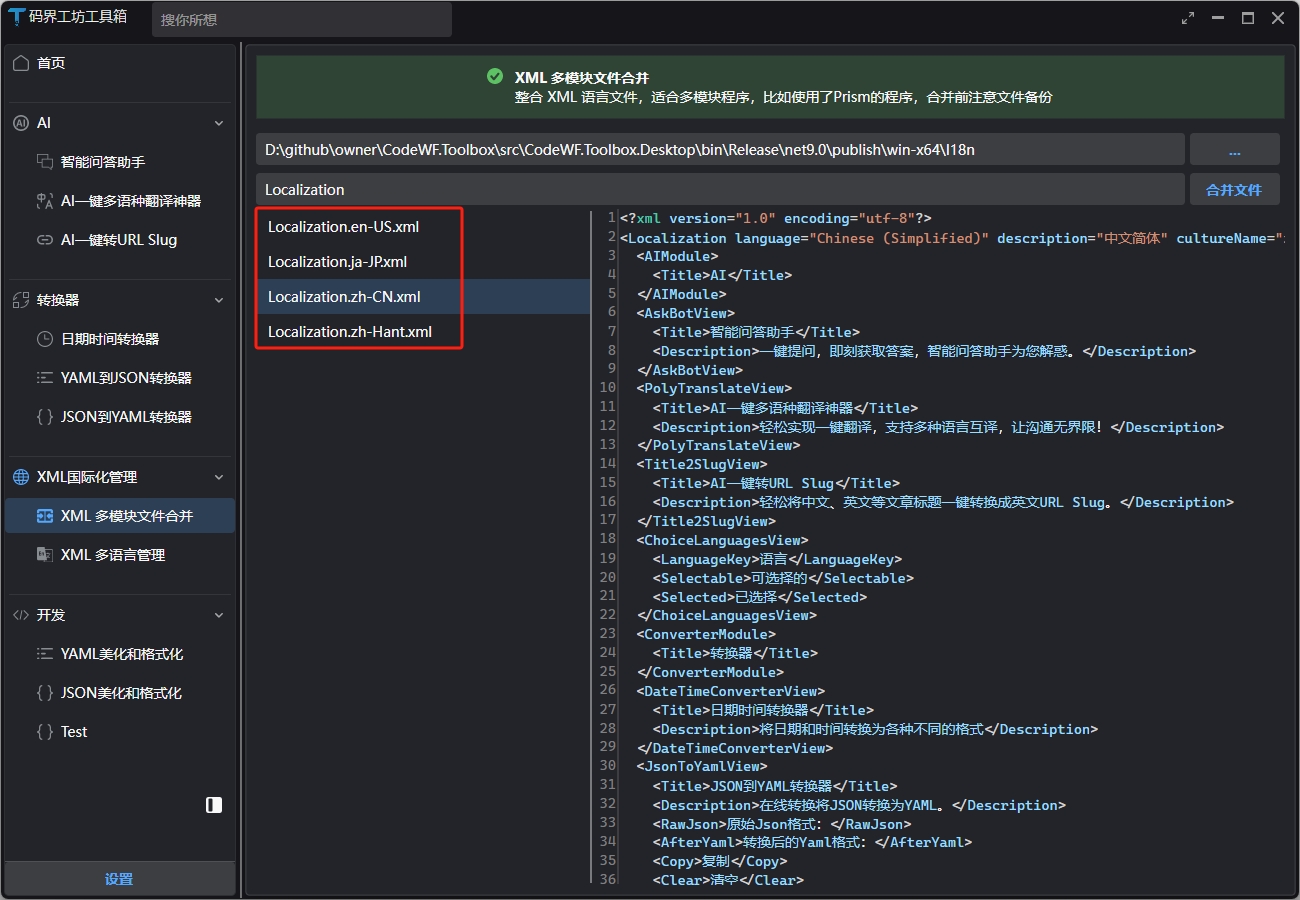 码界工坊工具箱
搜你所想
首页
AI
智能问答助手
AI一键多语种翻译神器
AI一键转URL Slug
转换器
日期时间转换器
YAML到JSON转换器
JSON到YAML转换器
XML国际化管理
XML 多模块文件合并
XML 多语言管理
开发
YAML美化和格式化
JSON美化和格式化
Test
设置
XML 多模块文件合并
整合 XML 语言文件，适合多模块程序，比如使用了Prism的程序，合并前注意文件备份
D:\github\owner\CodeWF.Toolbox\src\CodeWF.Toolbox.Desktop\bin\Release\net9.0\publish\win-x64\I18n
...
Localization
合并文件
Localization.en-US.xml
Localization.ja-JP.xml
Localization.zh-CN.xml
Localization.zh-Hant.xml
1 <?xml version="1.0" encoding="utf-8"?>
2 <Localization language="Chinese (Simplified)" description="中文简体" cultureName="
3 <AIModule>
4 <Title>AI</Title>
5 </AIModule>
6 <AskBotView>
7 <Title>智能问答助手</Title>
8 <Description>一键提问，即刻获取答案，智能问答助手为您解惑。</Description>
9 </AskBotView>
10 <PolyTranslateView>
11 <Title>AI一键多语种翻译神器</Title>
12 <Description>轻松实现一键翻译，支持多种语言互译，让沟通无界限！</Description>
13 </PolyTranslateView>
14 <Title2SlugView>
15 <Title>AI一键转URL Slug</Title>
16 <Description>轻松将中文、英文等文章标题一键转换成英文URL Slug。</Description>
17 </Title2SlugView>
18 <ChoiceLanguagesView>
19 <LanguageKey>语言</LanguageKey>
20 <Selectable>可选择的</Selectable>
21 <Selected>已选择</Selected>
22 </ChoiceLanguagesView>
23 <ConverterModule>
24 <Title>转换器</Title>
25 </ConverterModule>
26 <DateTimeConverterView>
27 <Title>日期时间转换器</Title>
28 <Description>将日期和时间转换为各种不同的格式</Description>
29 </DateTimeConverterView>
30 <JsonToYamlView>
31 <Title>JSON到YAML转换器</Title>
32 <Description>在线转换将JSON转换为YAML。</Description>
33 <RawJson>原始Json格式：</RawJson>
34 <AfterYaml>转换后的Yaml格式：</AfterYaml>
35 <Copy>复制</Copy>
36 <Clear>清空</Clear>